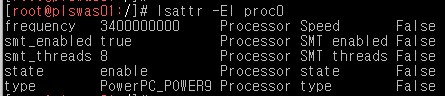 [root@plswas01:/]# lsattr -El proc0
frequency   3400000000     Processor Speed       False
smt_enabled true           Processor SMT enabled False
smt_threads 8              Processor SMT threads False
state       enable         Processor state       False
type        PowerPC_POWER9 Processor type        False